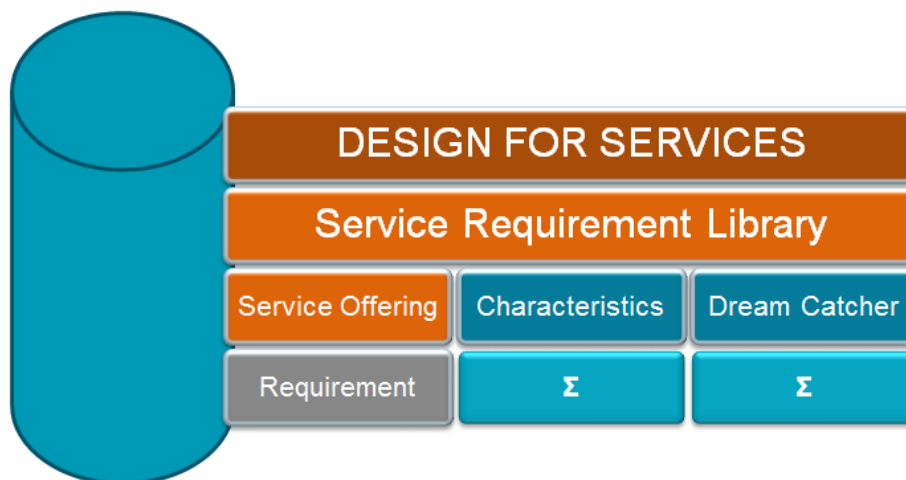 DESIGN FOR SERVICES
Service Requirement Library
Service Offering Characteristics Dream Catcher
Requirement Σ Σ